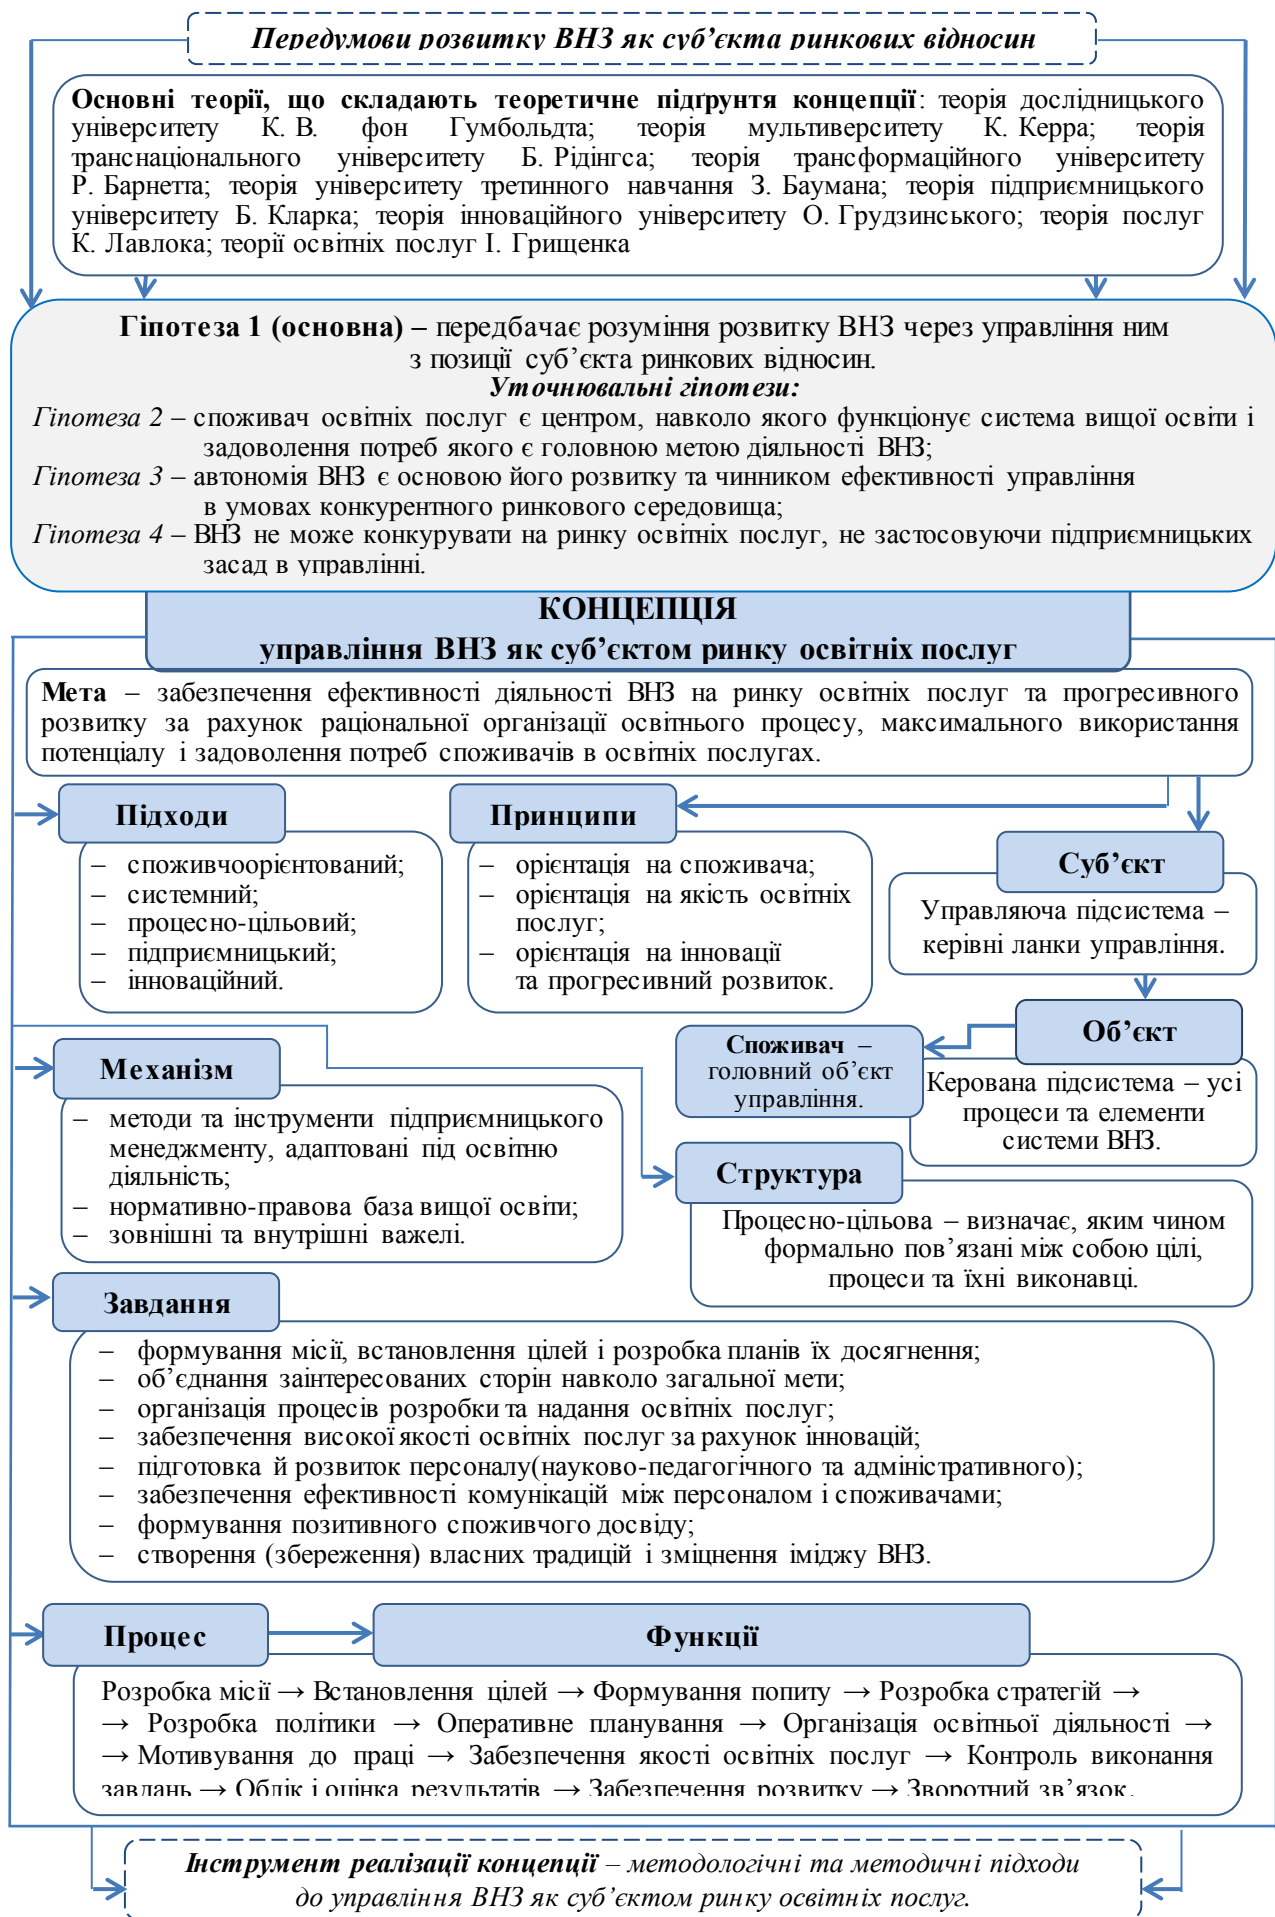 Передумови розвитку ВНЗ як суб’єкта ринкових відносин
Основні теорії, що складають теоретичне підґрунтя концепції: теорія дослідницького
університету К. В. фон Гумбольдта; теорія мультиверситету К. Керра; теорія
транснаціонального університету Б. Рідінгса; теорія трансформаційного університету
Р. Барнетта; теорія університету третинного навчання З. Баумана; теорія підприємницького
університету Б. Кларка; теорія інноваційного університету О. Грудзинського; теорія послуг
К. Лавлока; теорії освітніх послуг І. Грищенка
Гіпотеза 1 (основна) – передбачає розуміння розвитку ВНЗ через управління ним
з позиції суб’єкта ринкових відносин.
Уточнювальні гіпотези:
Гіпотеза 2 – споживач освітніх послуг є центром, навколо якого функціонує система вищої освіти і
задоволення потреб якого є головною метою діяльності ВНЗ;
Гіпотеза 3 – автономія ВНЗ є основою його розвитку та чинником ефективності управління
в умовах конкурентного ринкового середовища;
Гіпотеза 4 – ВНЗ не може конкурувати на ринку освітніх послуг, не застосовуючи підприємницьких
засад в управлінні.
КОНЦЕПЦІЯ
управління ВНЗ як суб’єктом ринку освітніх послуг
Мета – забезпечення ефективності діяльності ВНЗ на ринку освітніх послуг та прогресивного
розвитку за рахунок раціональної організації освітнього процесу, максимального використання
потенціалу і задоволення потреб споживачів в освітніх послугах.
Підходи
– споживчоорієнтований;
– системний;
– процесно-цільовий;
– підприємницький;
– інноваційний.
Принципи
– орієнтація на споживача;
– орієнтація на якість освітніх
послуг;
– орієнтація на інновації
та прогресивний розвиток.
Суб’єкт
Управляюча підсистема –
керівні ланки управління.
Об’єкт
Керована підсистема – усі
процеси та елементи
системи ВНЗ.
Споживач –
головний об’єкт
управління.
Механізм
– методи та інструменти підприємницького
менеджменту, адаптовані під освітню
діяльність;
– нормативно-правова база вищої освіти;
– зовнішні та внутрішні важелі.
Структура
Процесно-цільова – визначає, яким чином
формально пов’язані між собою цілі,
процеси та їхні виконавці.
Завдання
– формування місії, встановлення цілей і розробка планів їх досягнення;
– об’єднання заінтересованих сторін навколо загальної мети;
– організація процесів розробки та надання освітніх послуг;
– забезпечення високої якості освітніх послуг за рахунок інновацій;
– підготовка й розвиток персоналу(науково-педагогічного та адміністративного);
– забезпечення ефективності комунікацій між персоналом і споживачами;
– формування позитивного споживчого досвіду;
– створення (збереження) власних традицій і зміцнення іміджу ВНЗ.
Процес
Функції
Розробка місії → Встановлення цілей → Формування попиту → Розробка стратегій →
→ Розробка політики → Оперативне планування → Організація освітньої діяльності →
→ Мотивування до праці → Забезпечення якості освітніх послуг → Контроль виконання
завдань → Облік і оцінка результатів → Забезпечення розвитку → Зворотний зв’язок.
Інструмент реалізації концепції – методологічні та методичні підходи
до управління ВНЗ як суб’єктом ринку освітніх послуг.